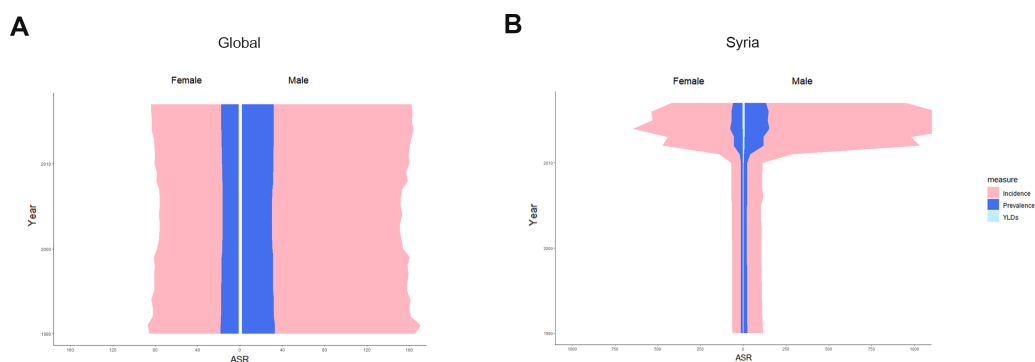 A
Global
Female Male
Year
2010
2000
1990
160 120 80 40 0 40 80 120 160
ASR
B
Syria
Female Male
Year
2010
2000
1990
1000 750 500 250 0 250 500 750 1000
ASR
measure
Incidence
Prevalence
YLDs